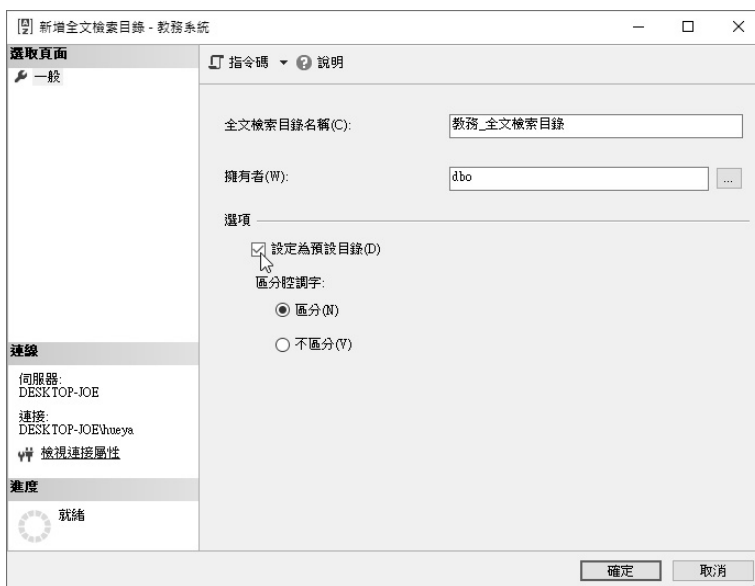 新增全文檢索目錄 - 教務系統
選取頁面
一般
指令碼 說明
全文檢索目錄名稱(C): 教務_全文檢索目錄
擁有者(W): dbo ...
選項
設定為預設目錄(D)
區分腔調字:
區分(N)
不區分(V)
連線
伺服器:
DESKTOP-JOE
連接:
DESKTOP-JOE\hueya
檢視連接屬性
進度
就緒
確定 取消